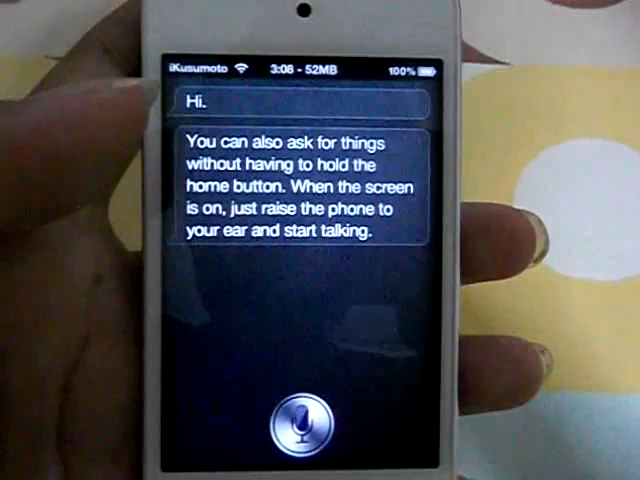 iKusumoto 3:06 - 52MB 100%
Hi.
You can also ask for things
without having to hold the
home button. When the screen
is on, just raise the phone to
your ear and start talking.